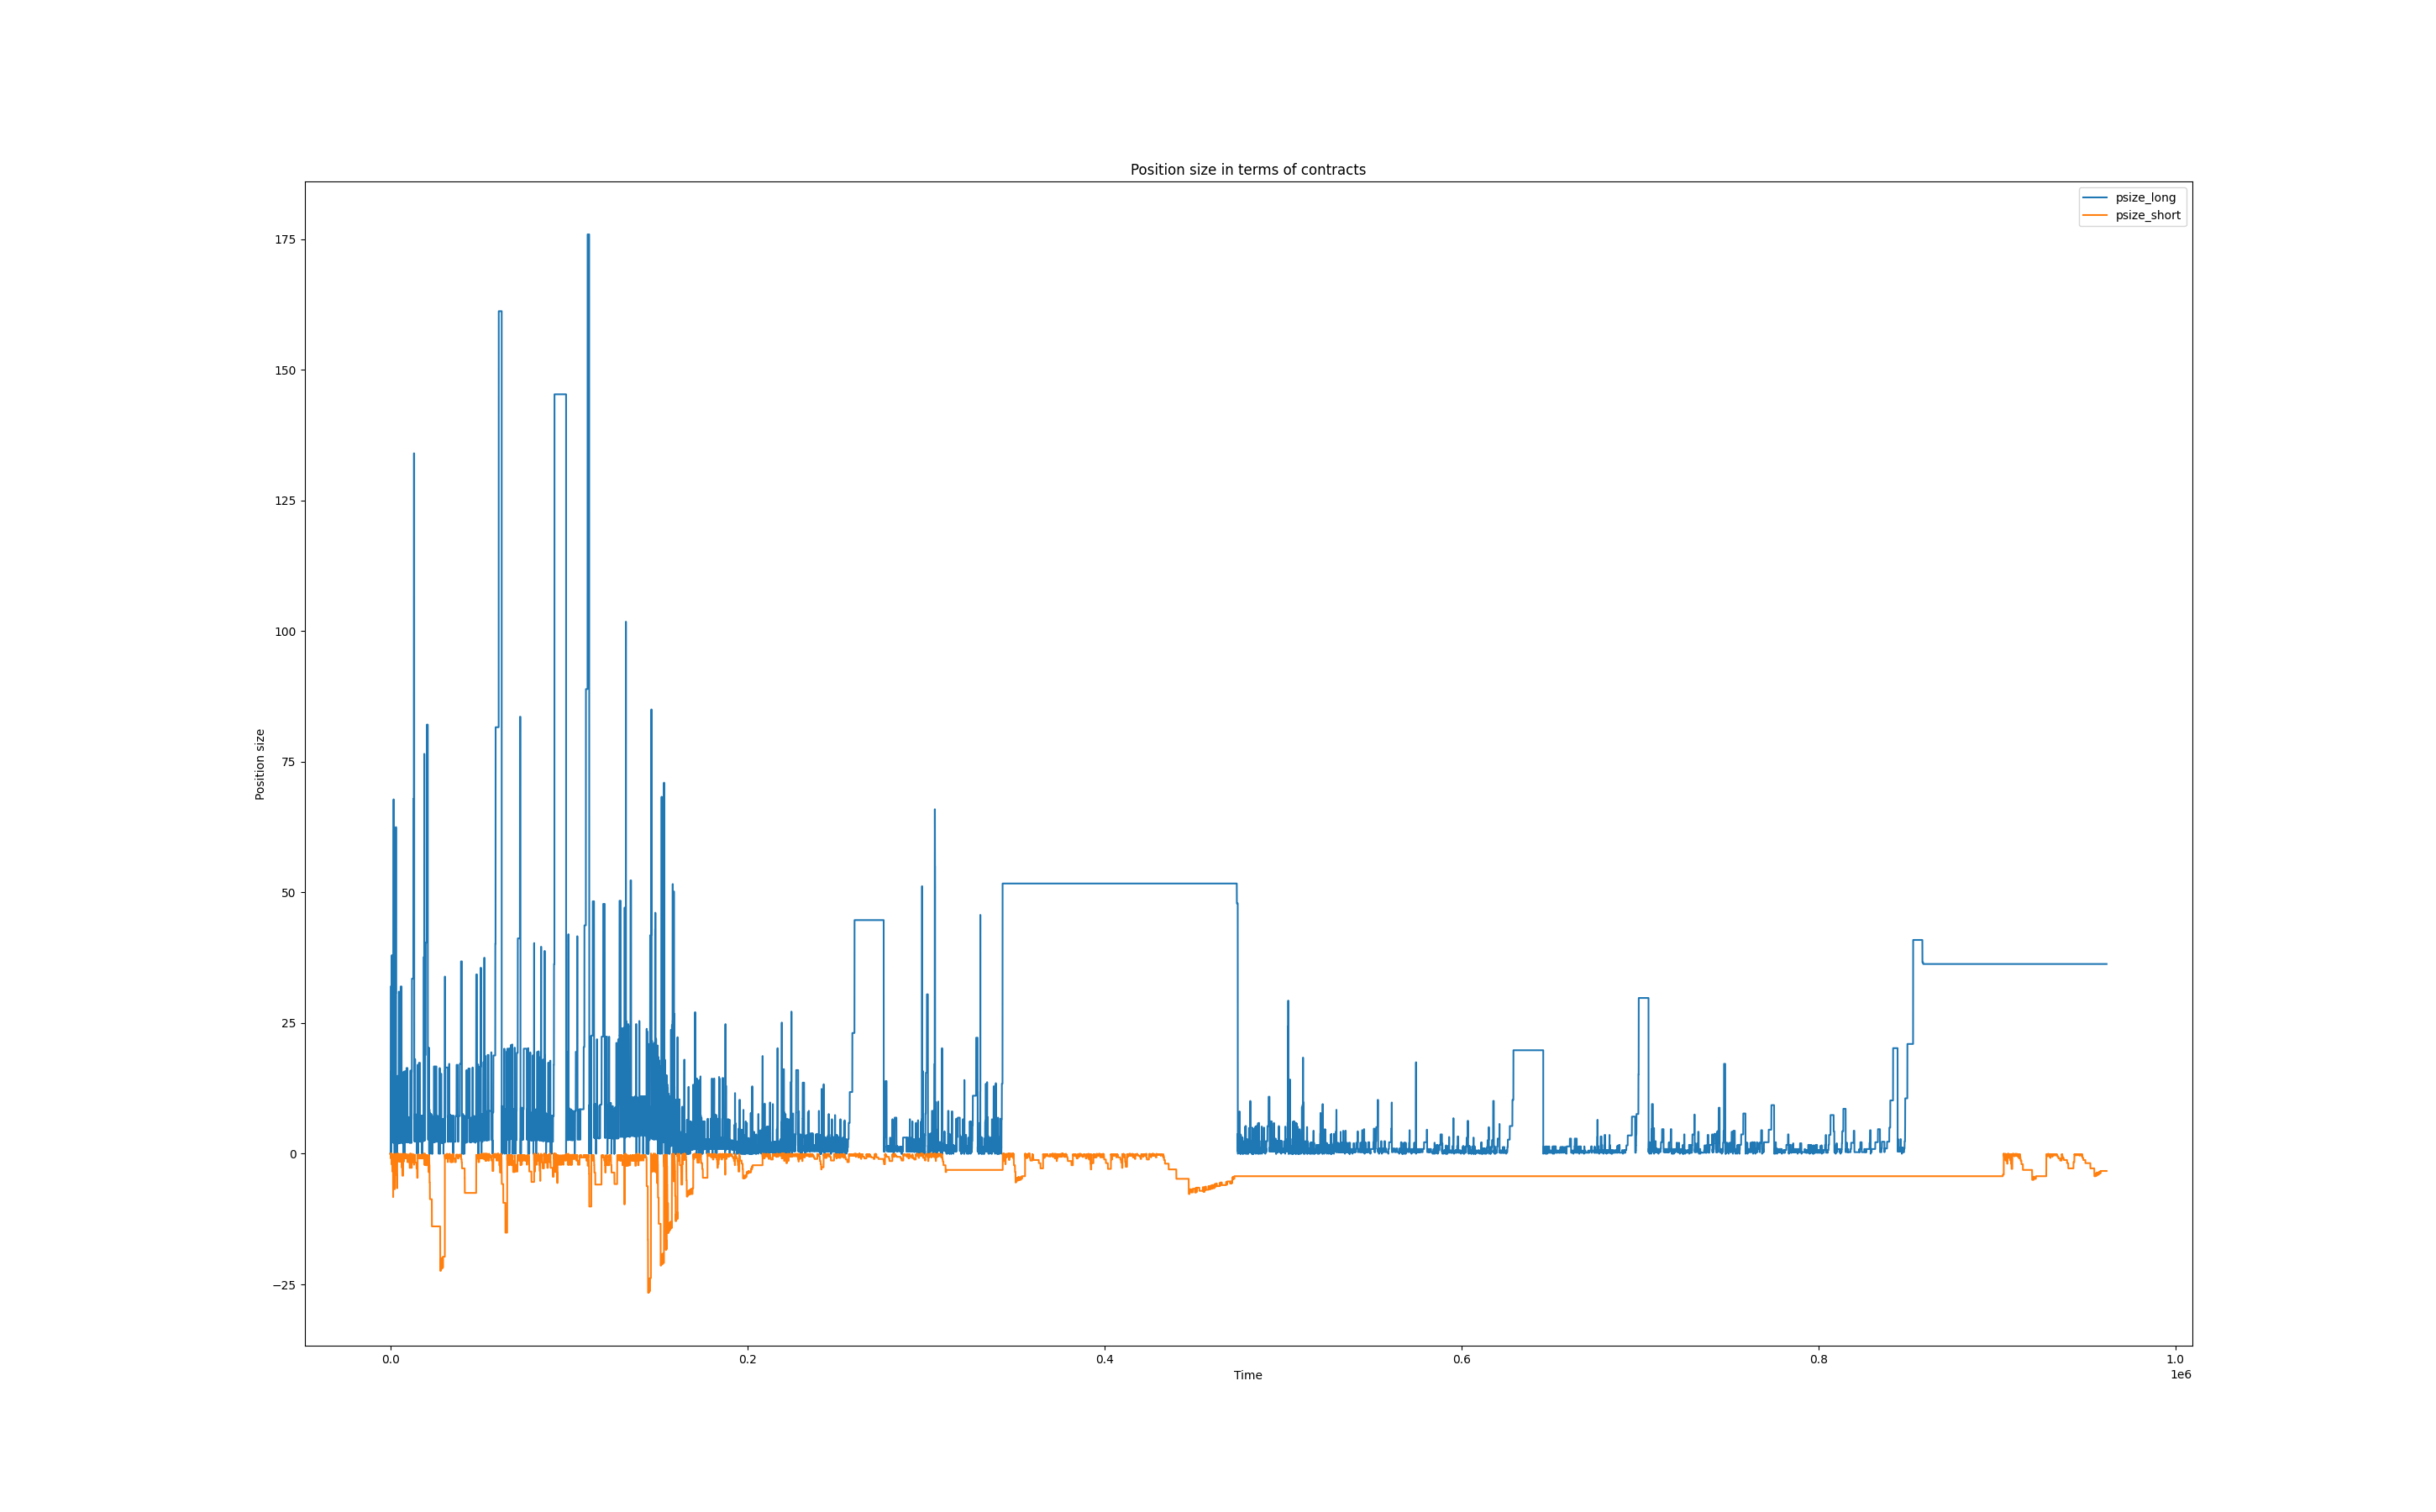 Position size in terms of contracts
psize_long
psize_short
175
150
125
100
75
50
25
0
−25
Position size
0.0
0.2
0.4
0.6
0.8
1.0
Time
1e6